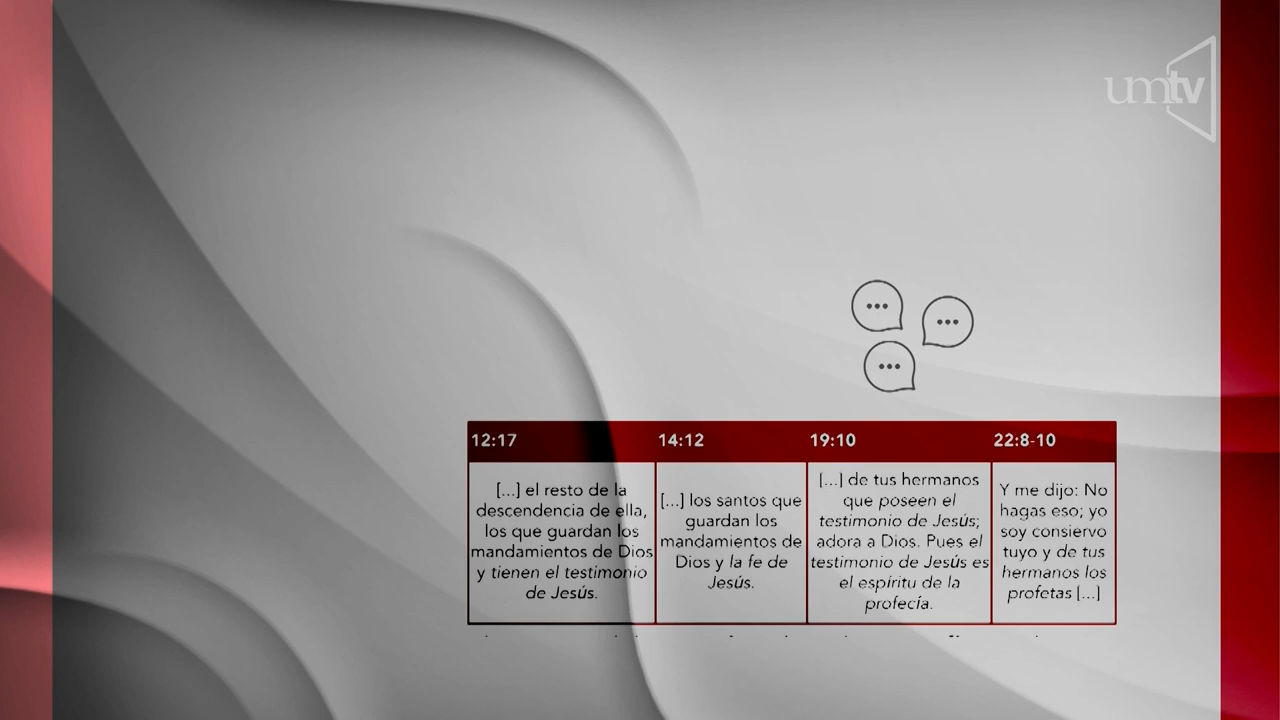 umtv
12:17
14:12
19:10
22:8-10
[...] el resto de la
descendencia de ella,
los que guardan los
mandamientos de Dios
y tienen el testimonio
de Jesús.
[...] los santos que
guardan los
mandamientos de
Dios y la fe de
Jesús.
[...] de tus hermanos
que poseen el
testimonio de Jesús;
adora a Dios. Pues el
testimonio de Jesús es
el espíritu de la
profecía.
Y me dijo: No
hagas eso; yo
soy consiervo
tuyo y de tus
hermanos los
profetas [...]